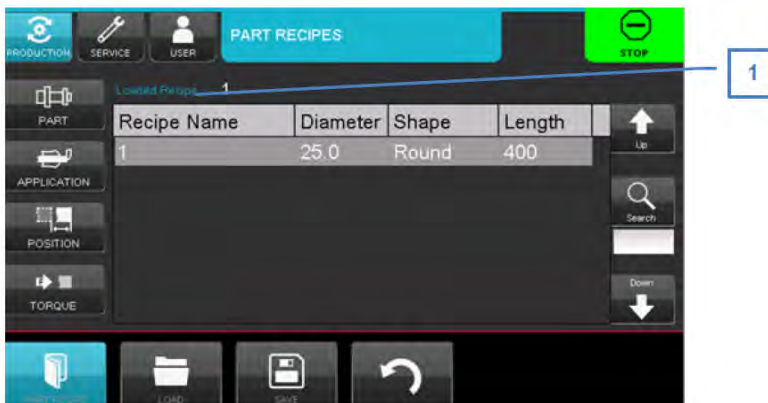 PART RECIPES
STOP
PRODUCTION
SERVICE
USER
1
Loaded Recipe 1
PART
Recipe Name Diameter Shape Length
Up
1 25.0 Round 400
APPLICATION
Search
POSITION
Down
TORQUE
LOAD
SAVE